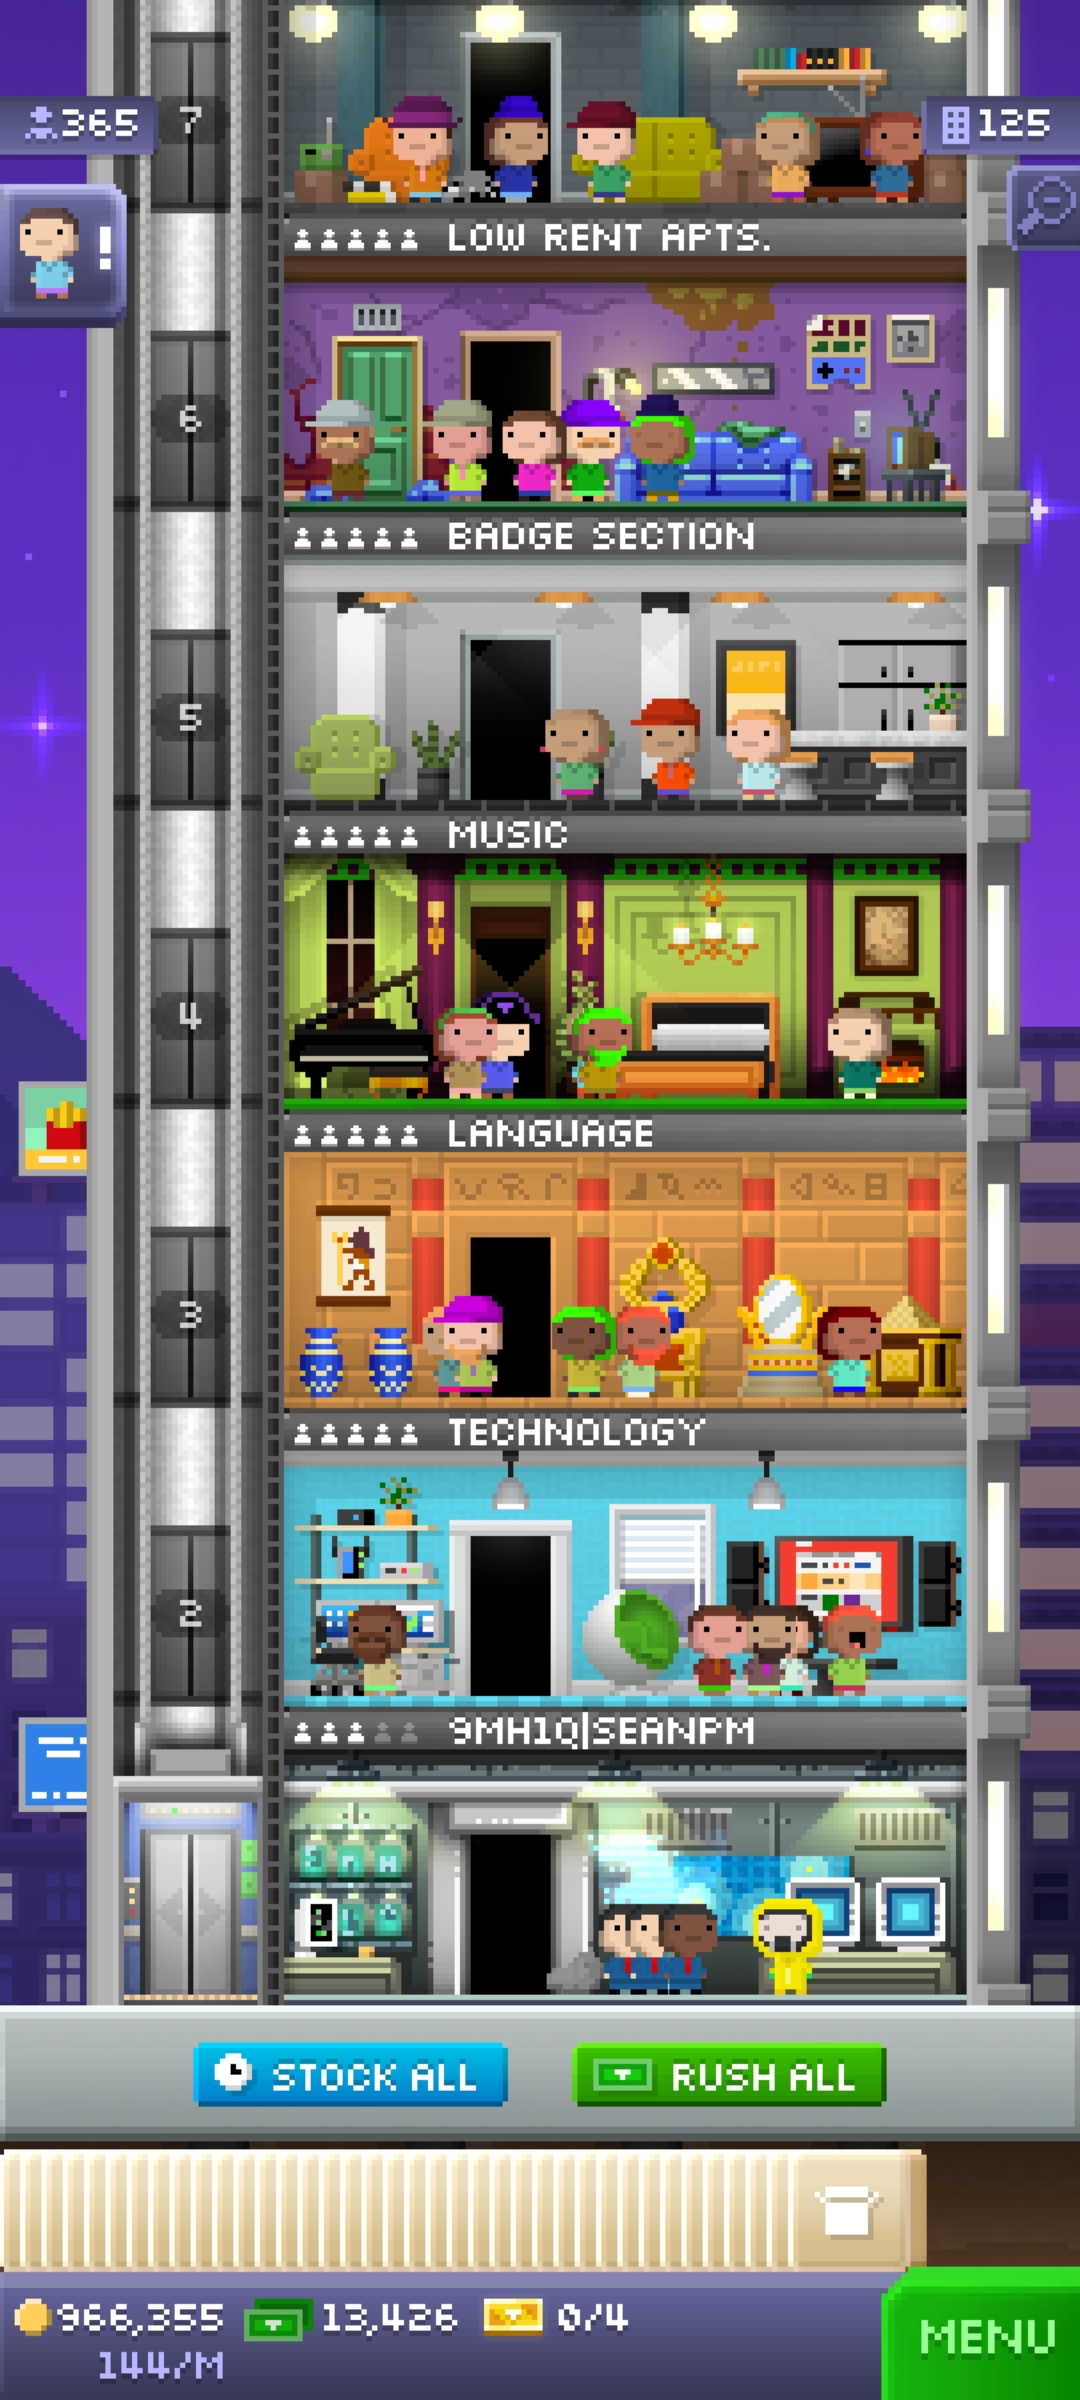 365
7
125
!
LOW RENT APTS.
6
BADGE SECTION
5
MUSIC
4
LANGUAGE
3
TECHNOLOGY
2
9MH1Q|SEANPM
STOCK ALL
RUSH ALL
966,355
13,426
0/4
144/M
MENU